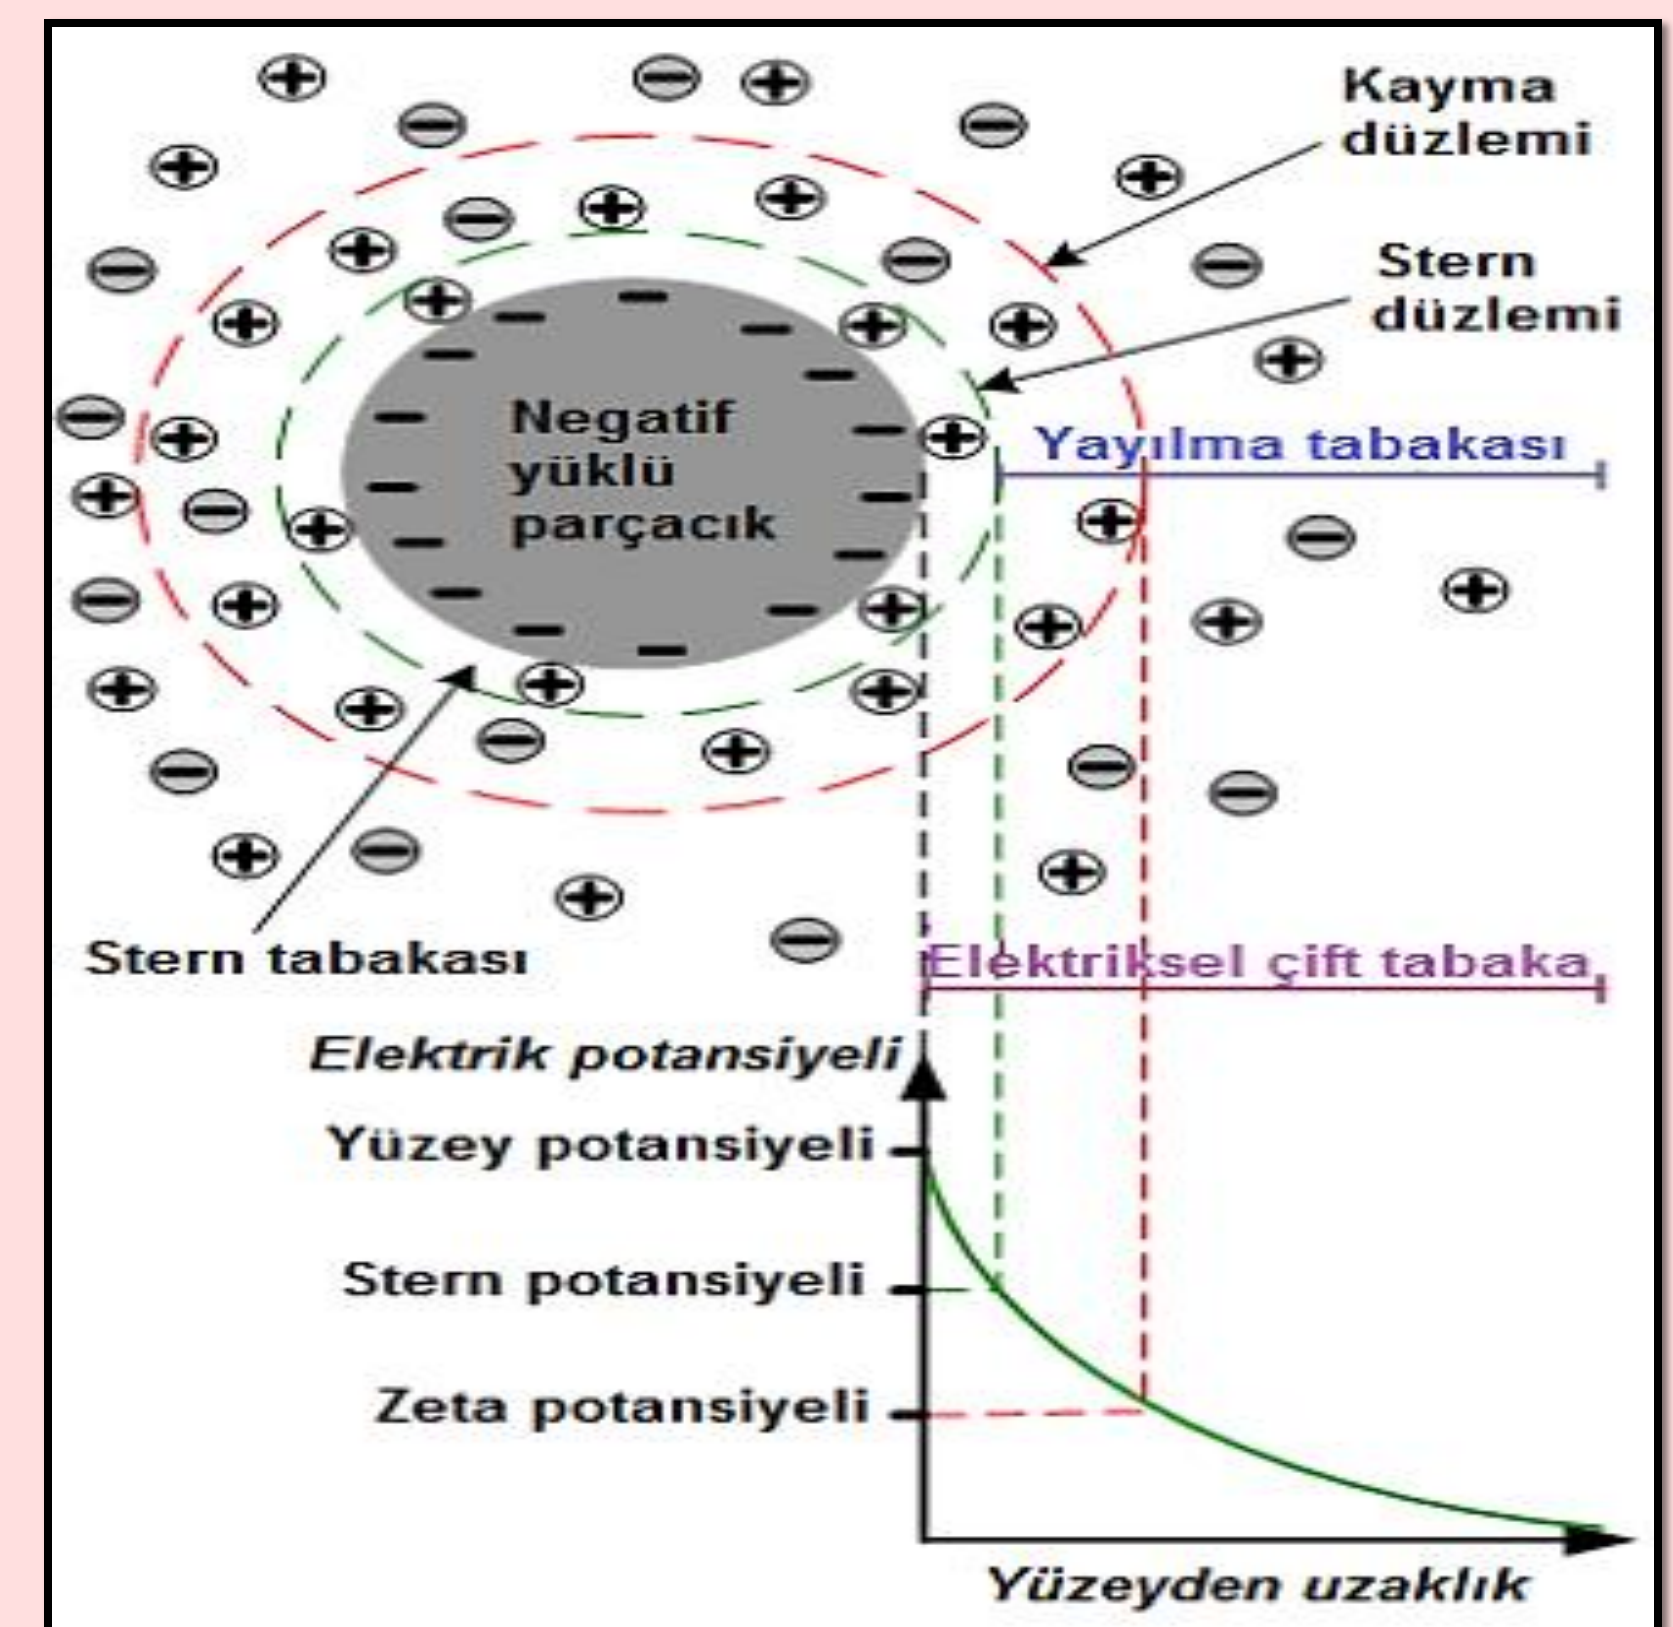 Kayma
düzlemi
Stern
düzlemi
Negatif
yüklü
parçacık
Yayılma tabakası
Stern tabakası
Elektriksel çift tabaka
Elektrik potansiyeli
Yüzey potansiyeli
Stern potansiyeli
Zeta potansiyeli
Yüzeyden uzaklık